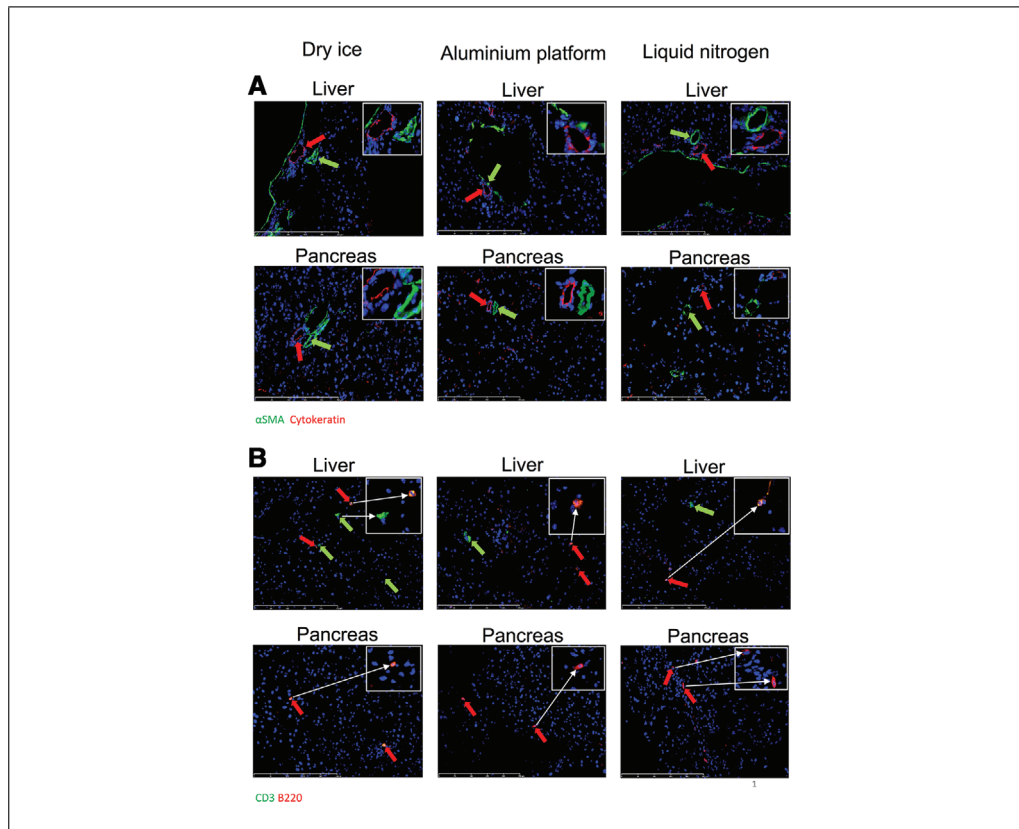 Dry ice Aluminium platform Liquid nitrogen
A
Liver Liver Liver
Pancreas Pancreas Pancreas
αSMA Cytokeratin
B
Liver Liver Liver
Pancreas Pancreas Pancreas
1
CD3 B220